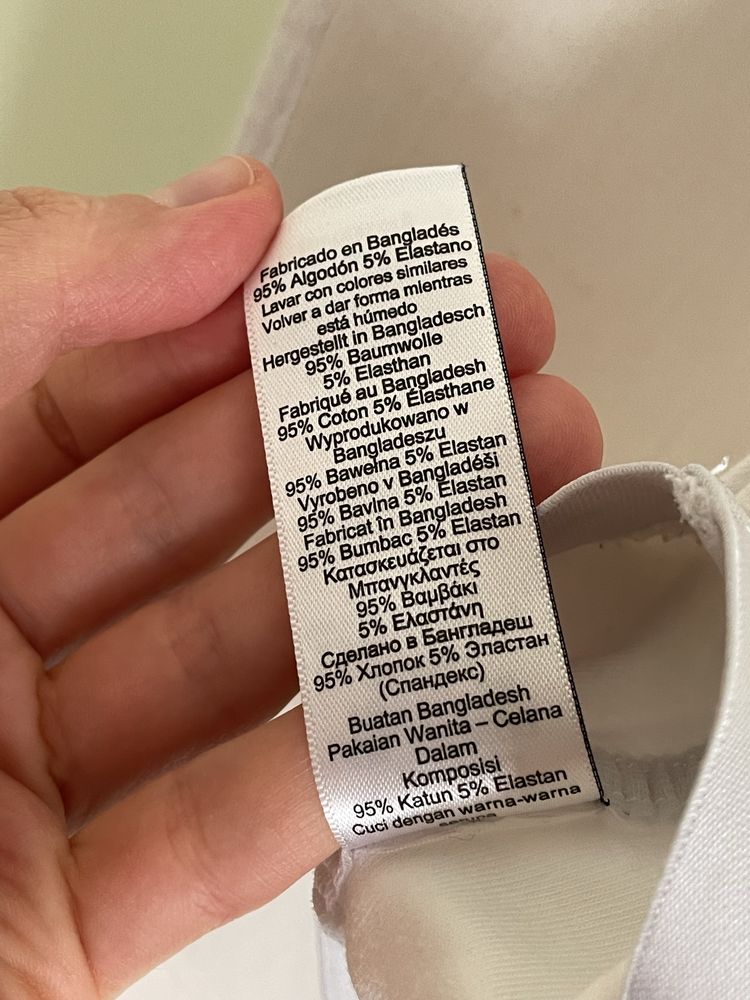 Fabricado en Bangladés
95% Algodón 5% Elastano
Lavar con colores similares
Volver a dar forma mientras
está húmedo
Hergestellt in Bangladesch
95% Baumwolle
5% Elasthan
Fabriqué au Bangladesh
95% Coton 5% Élasthane
Wyprodukowano w
Bangladeszu
95% Bawełna 5% Elastan
Vyrobeno v Bangladéši
95% Bavlna 5% Elastan
Fabricat în Bangladesh
95% Bumbac 5% Elastan
Κατασκευάζεται στο
Μπανγκλαντές
95% Βαμβάκι
5% Ελαστάνη
Сделано в Бангладеш
95% Хлопок 5% Эластан
(Спандекс)
Buatan Bangladesh
Pakaian Wanita – Celana
Dalam
Komposisi
95% Katun 5% Elastan
Cuci dengan warna-warna